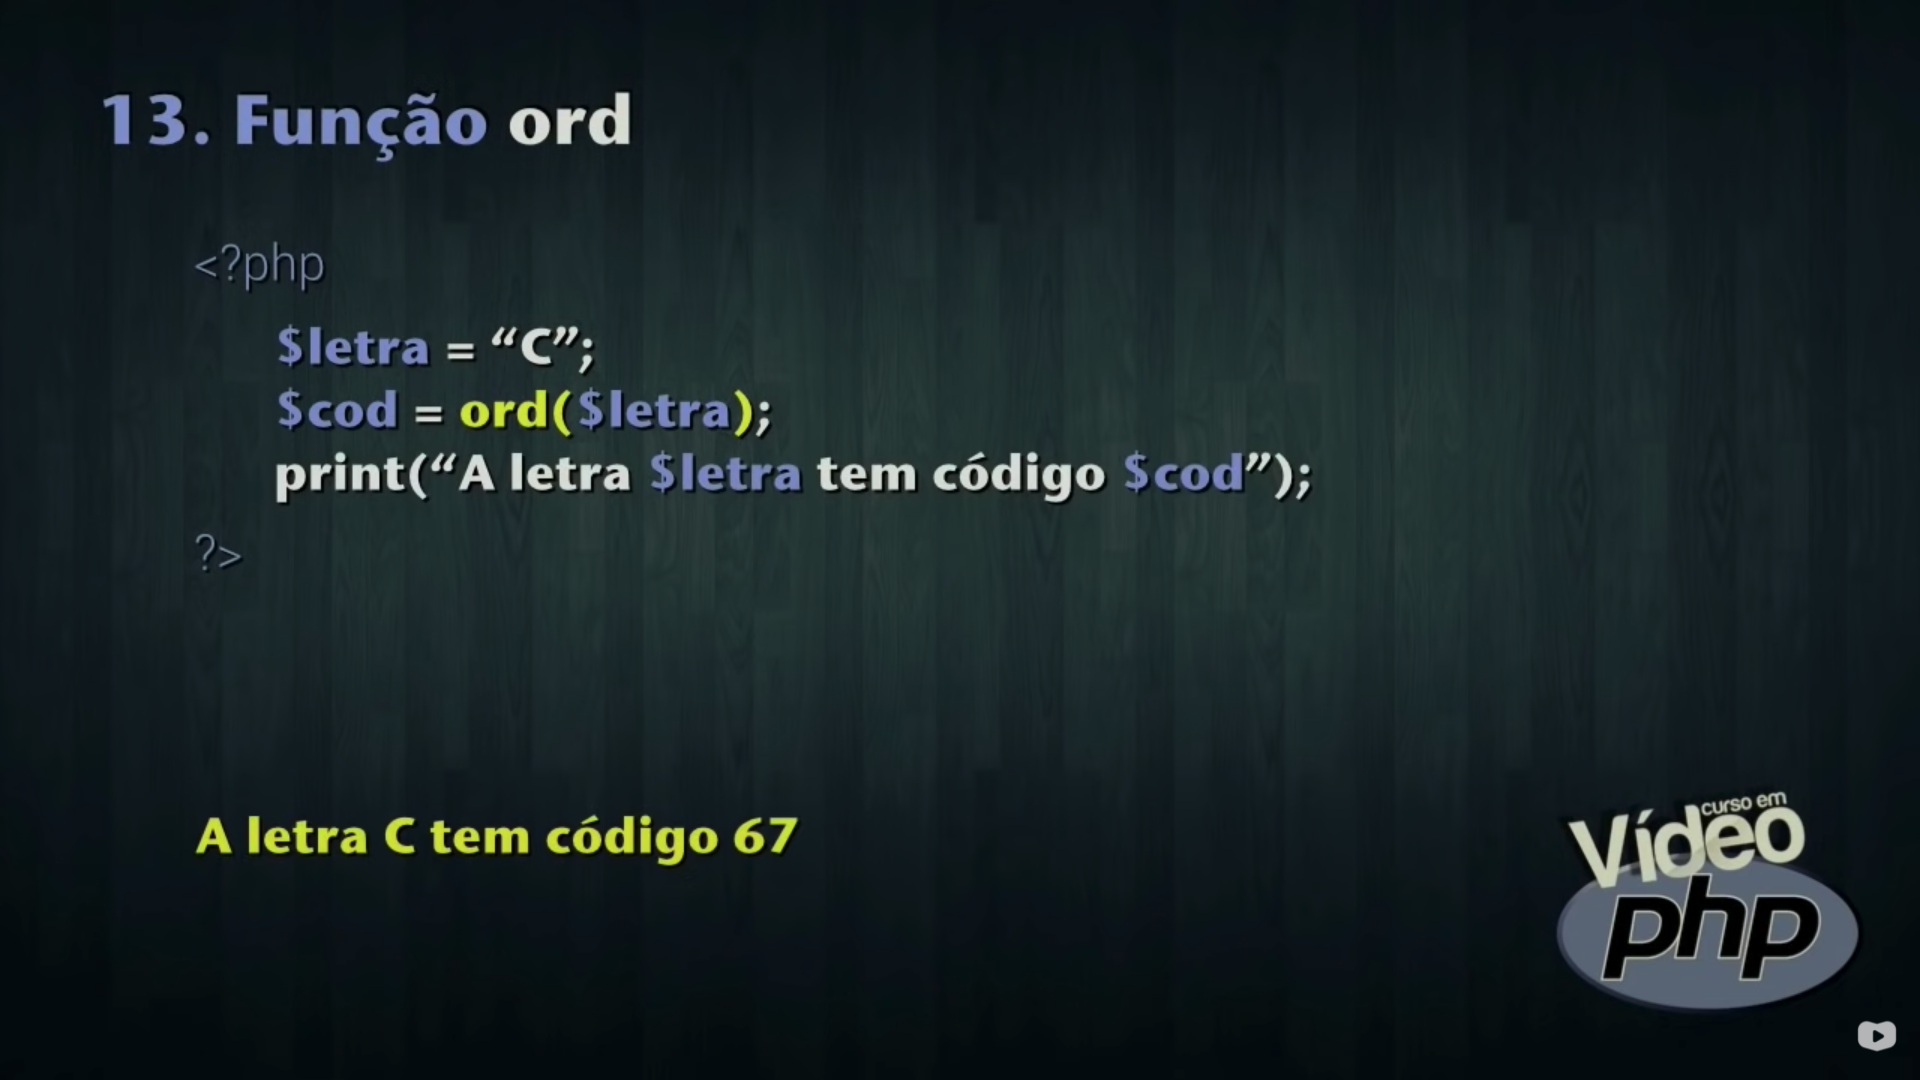 13. Função ord
<?php
$letra = “C”;
$cod = ord($letra);
print(“A letra $letra tem código $cod”);
?>
A letra C tem código 67
curso em
Vídeo
php